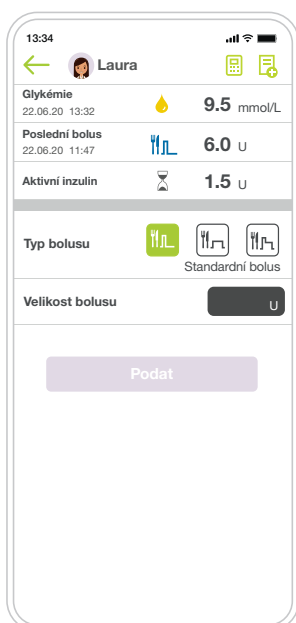 13:34
Laura
Glykémie
22.06.20 13:32
9.5 mmol/L
Poslední bolus
22.06.20 11:47
6.0 U
Aktivní inzulin
1.5 U
Typ bolusu
Standardní bolus
Velikost bolusu
U
Podat